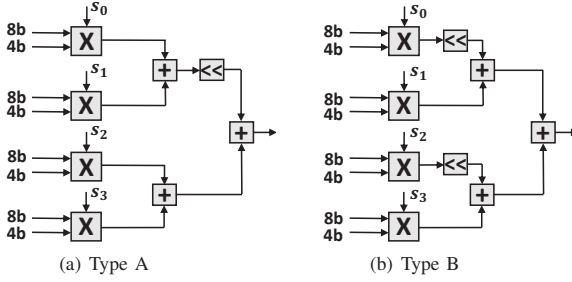 s0 s0
8b X 8b X <<
4b 4b
+ << +
s1 s1
8b X 8b X
4b 4b
+ +
s2 s2
8b X 8b X <<
4b 4b
+ +
s3 s3
8b X 8b X
4b 4b
(a) Type A (b) Type B